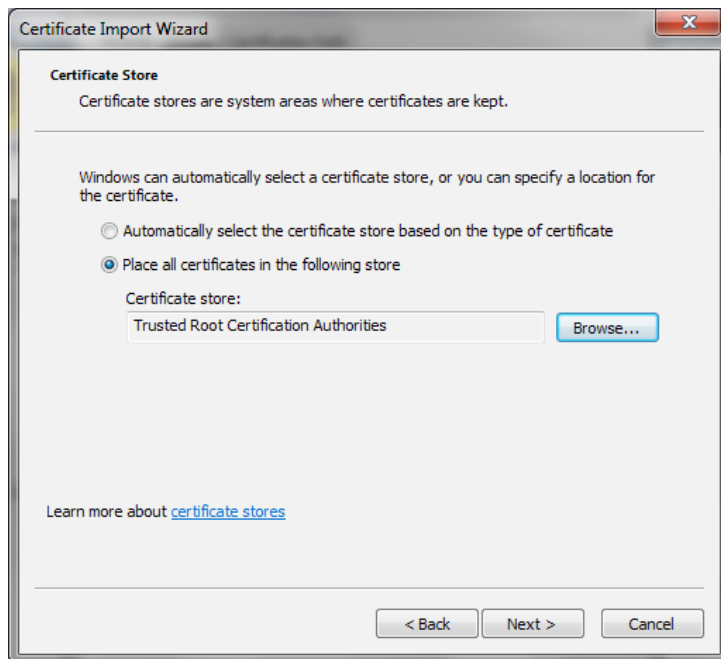 Certificate Import Wizard
Certificate Store
Certificate stores are system areas where certificates are kept.
Windows can automatically select a certificate store, or you can specify a location for
the certificate.
Automatically select the certificate store based on the type of certificate
Place all certificates in the following store
Certificate store:
Trusted Root Certification Authorities
Browse...
Learn more about certificate stores
< Back
Next >
Cancel